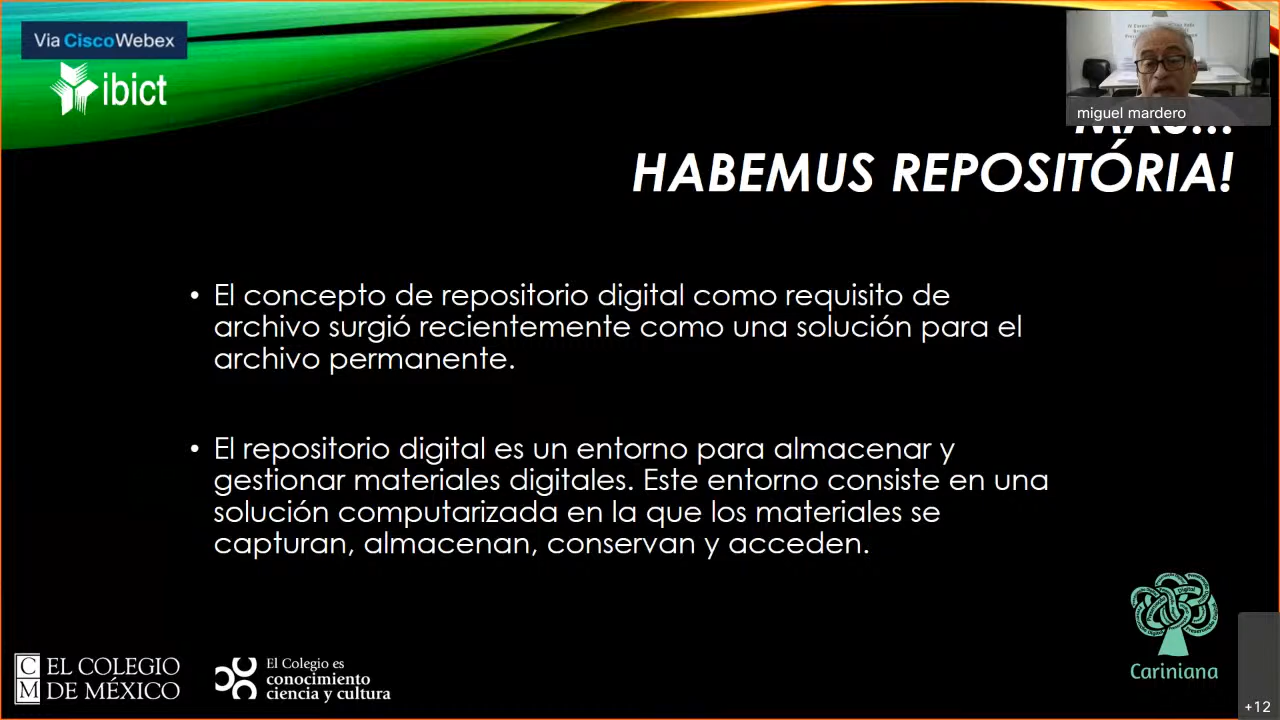 Via CiscoWebex
ibict
miguel mardero
HABEMUS REPOSITÓRIA!
• El concepto de repositorio digital como requisito de
archivo surgió recientemente como una solución para el
archivo permanente.
• El repositorio digital es un entorno para almacenar y
gestionar materiales digitales. Este entorno consiste en una
solución computarizada en la que los materiales se
capturan, almacenan, conservan y acceden.
CM
EL COLEGIO
DE MÉXICO
El Colegio es
conocimiento
ciencia y cultura
Digital
Cariniana
+12